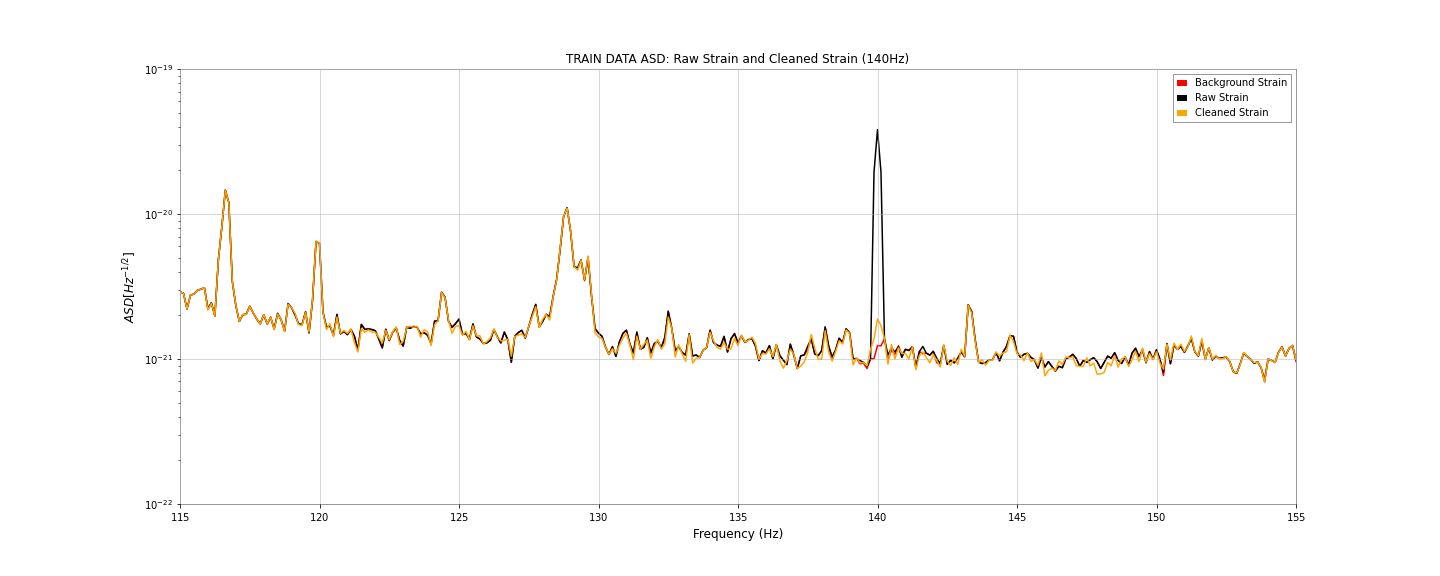 TRAIN DATA ASD: Raw Strain and Cleaned Strain (140Hz)
10⁻¹⁹
10⁻²⁰
10⁻²¹
10⁻²²
ASD[Hz⁻¹/²]
Background Strain
Raw Strain
Cleaned Strain
115 120 125 130 135 140 145 150 155
Frequency (Hz)